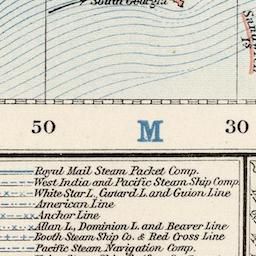 South Georgia
Sandwich
Is
50 M 30
Royal Mail Steam Packet Comp.
West India and Pacific Steam Ship Comp.
White Star L., Cunard L. and Guion Line
American Line
Anchor Line
Allan L., Dominion L. and Beaver Line
Booth Steam Ship Co. & Red Cross Line
Pacific Steam Navigation Comp.